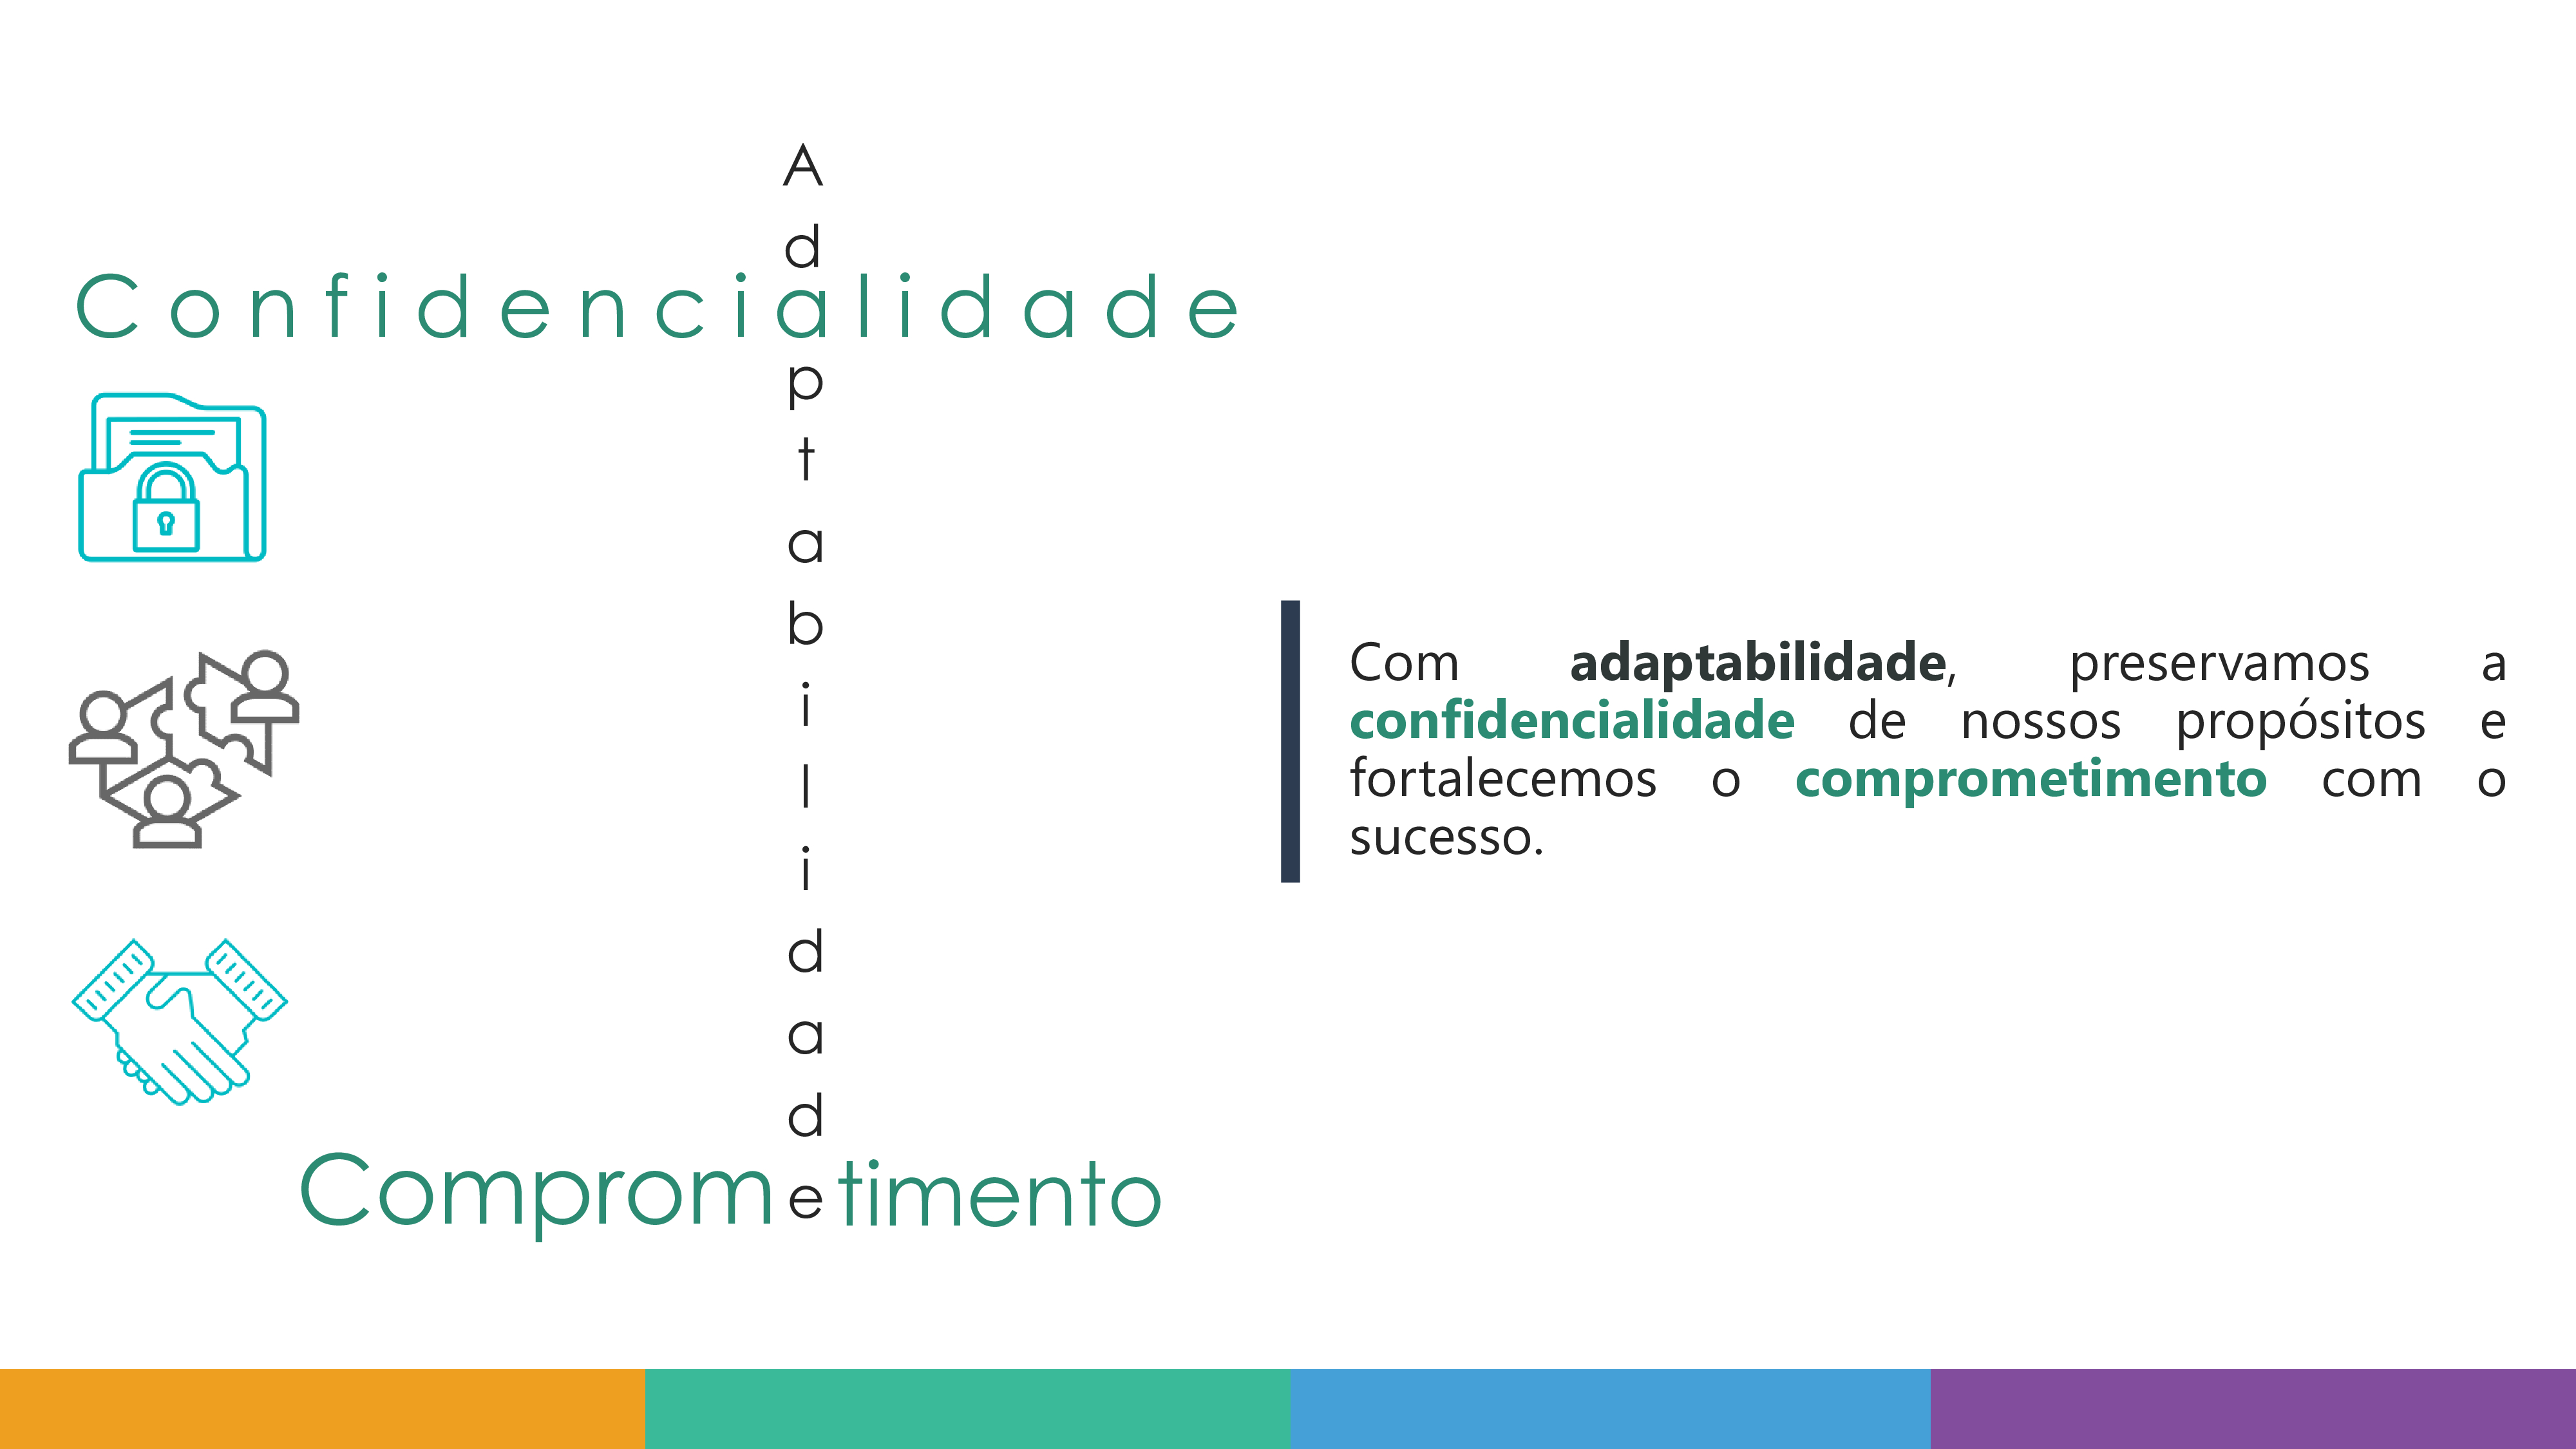 Confidencialidade
Adaptabilidade
Comprometimento
Com adaptabilidade, preservamos a
confidencialidade de nossos propósitos e
fortalecemos o comprometimento com o
sucesso.